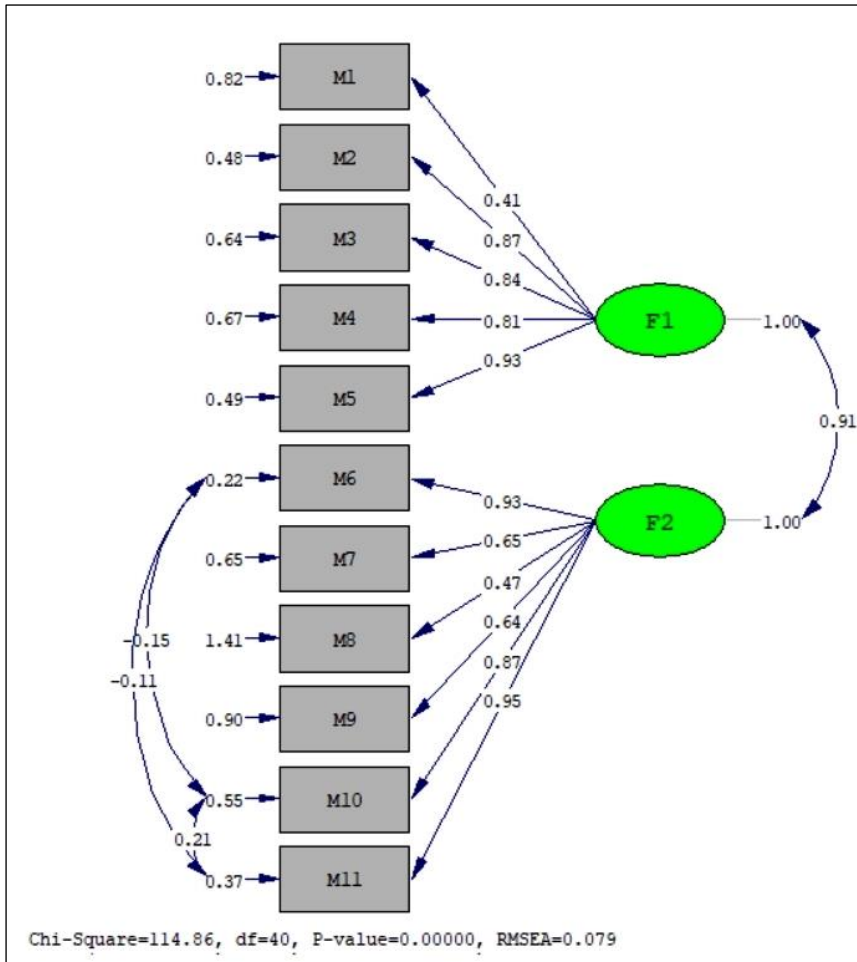 0.82 M1
0.41
0.48 M2
0.87
0.64 M3
0.84
0.67 M4 0.81 F1 1.00
0.93
0.49 M5
0.91
0.22 M6
0.93
F2 1.00
0.65 M7 0.65
0.47
-0.15 1.41 M8 0.64
0.87
-0.11
0.95
0.90 M9
0.55 M10
0.21
0.37 M11
Chi-Square=114.86, df=40, P-value=0.00000, RMSEA=0.079